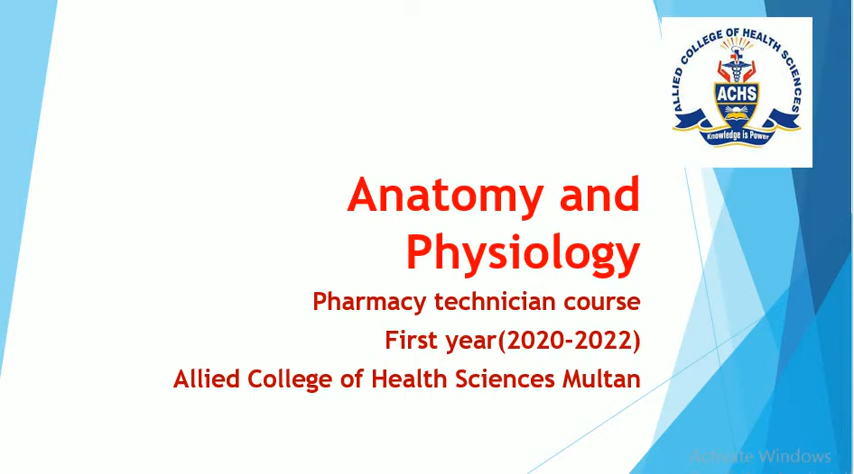 ALLIED COLLEGE OF HEALTH SCIENCES
ACHS
Knowledge is Power
Anatomy and
Physiology
Pharmacy technician course
First year(2020-2022)
Allied College of Health Sciences Multan
Activate Windows